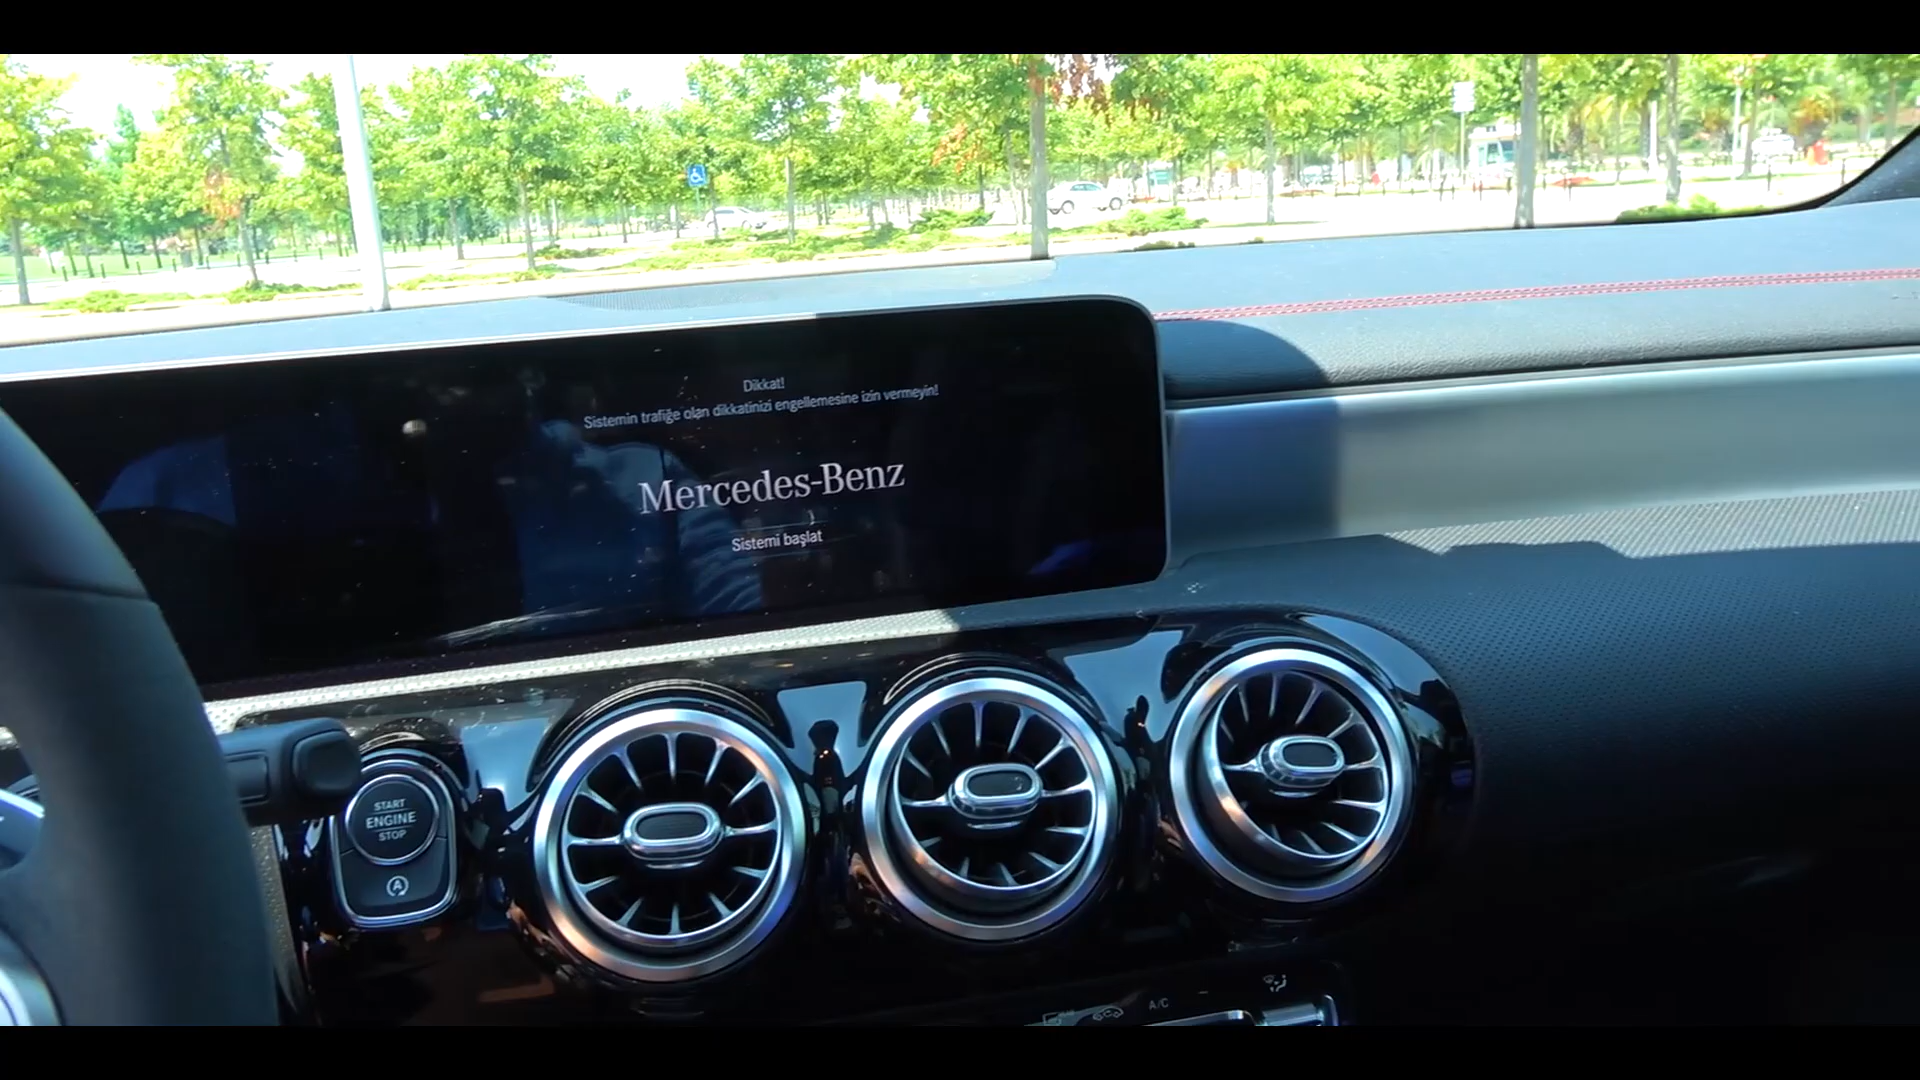 Dikkat!
Sistemin trafiğe olan dikkatinizi engellemesine izin vermeyin!
Mercedes-Benz
Sistemi başlat
START
ENGINE
STOP
A
A/C